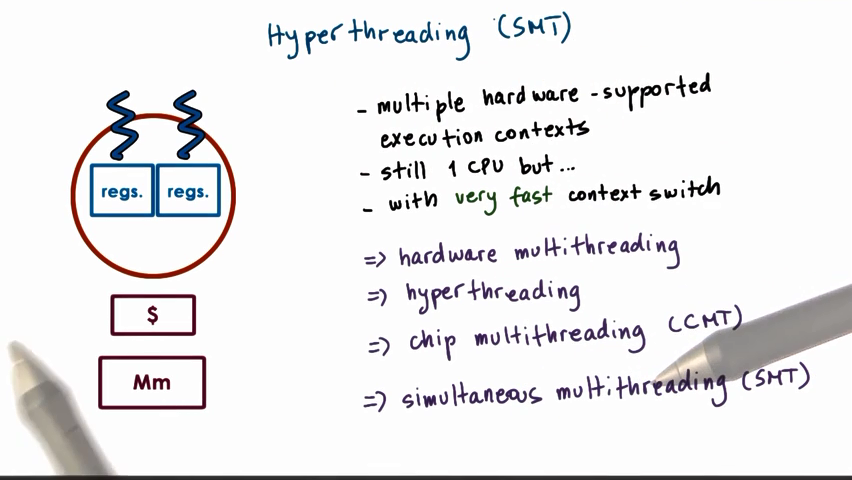 Hyperthreading (SMT)
regs. regs.
$
Mm
- multiple hardware-supported
execution contexts
- still 1 CPU but...
- with very fast context switch
=> hardware multithreading
=> hyperthreading
=> chip multithreading (CMT)
=> simultaneous multithreading (SMT)